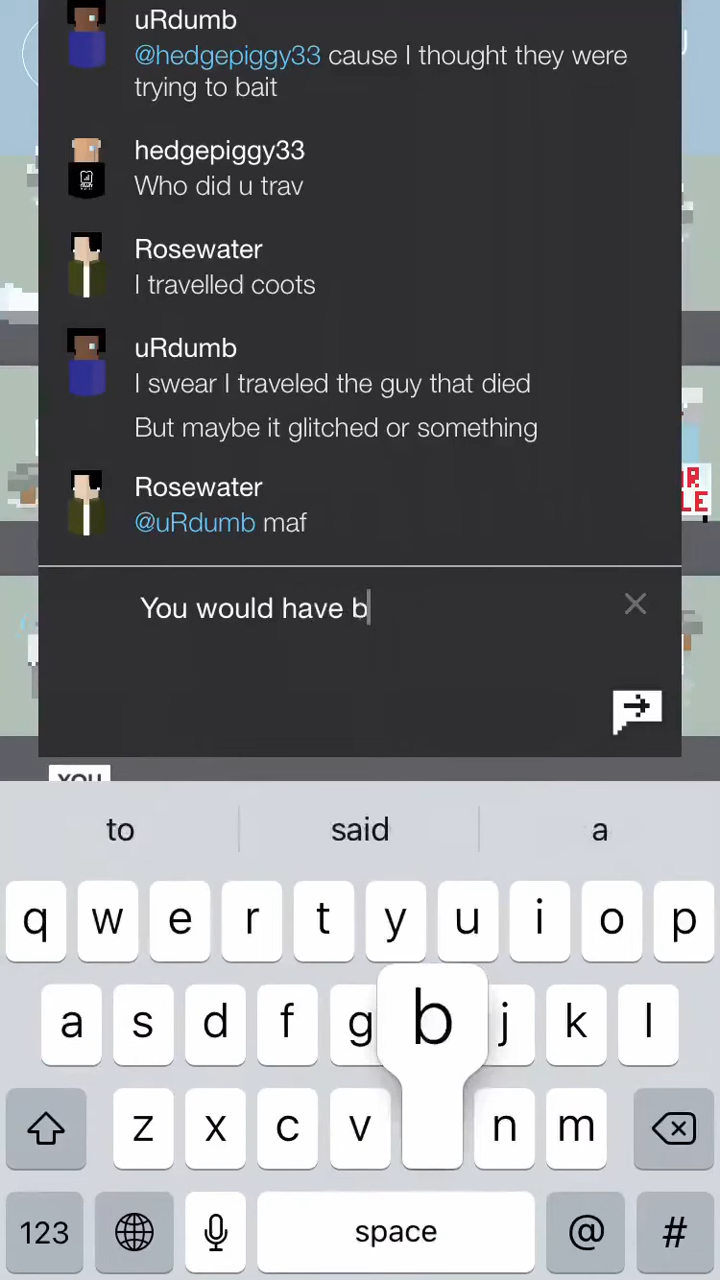 uRdumb
@hedgepiggy33 cause I thought they were
trying to bait
hedgepiggy33
Who did u trav
Rosewater
I travelled coots
uRdumb
I swear I traveled the guy that died
But maybe it glitched or something
Rosewater
@uRdumb maf
You would have b
YOU
to said a
q w e r t y u i o p
a s d f g b j k l
z x c v n m
123 space @ #